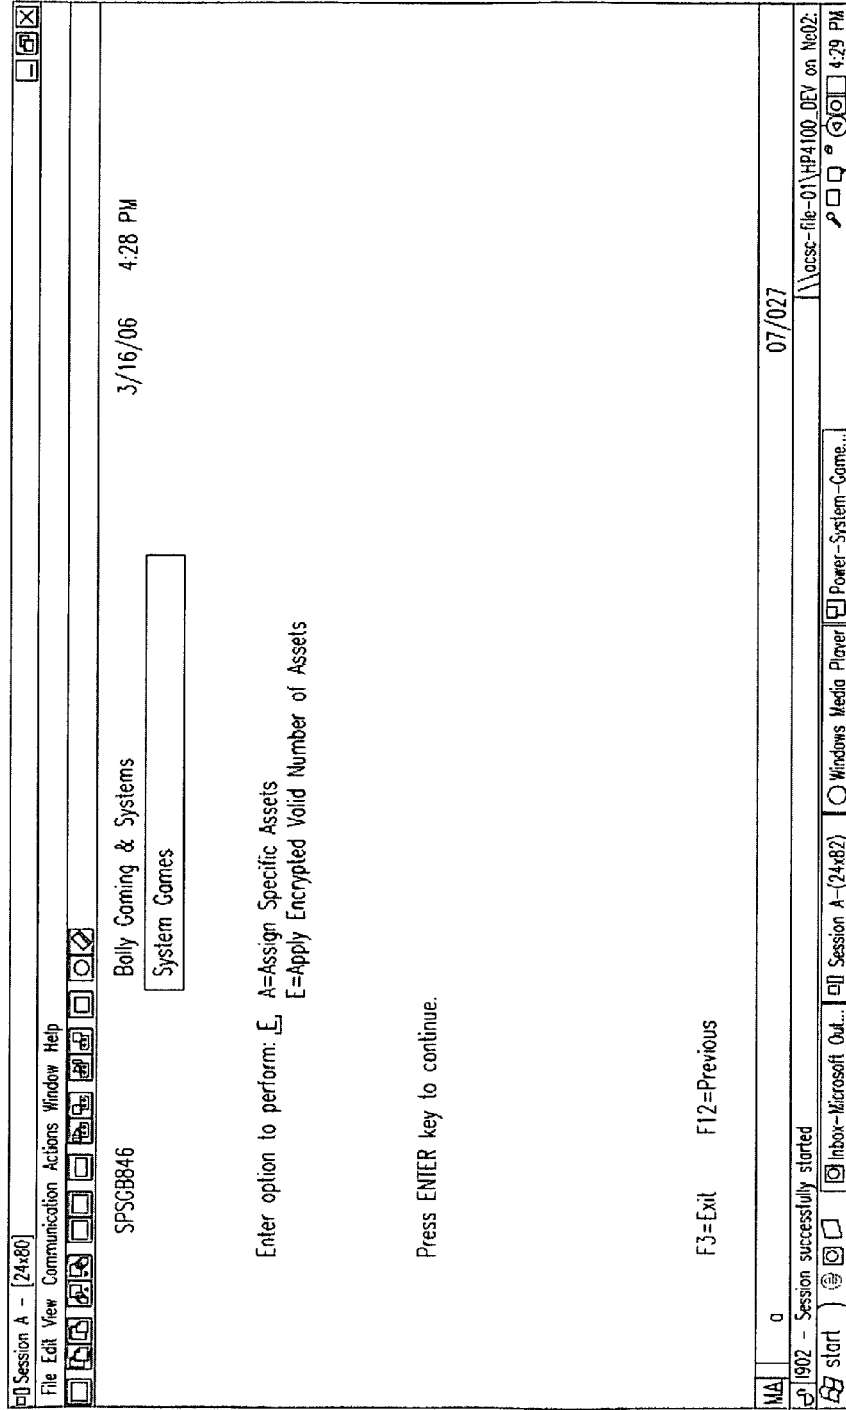 Session A - [24x80]
File Edit View Communication Actions Window Help
SPSGB846 Bally Gaming & Systems 3/16/06 4:28 PM
System Games
Enter option to perform: E, A=Assign Specific Assets
E=Apply Encrypted Valid Number of Assets
Press ENTER key to continue.
F3=Exit F12=Previous
MA a 07/027
I902 - Session successfully started \\acsc-file-01\HP4100_DEV on Ne02:
start Inbox-Microsoft Out... Session A-(24x82) Windows Media Player Power-System-Game... 4:29 PM